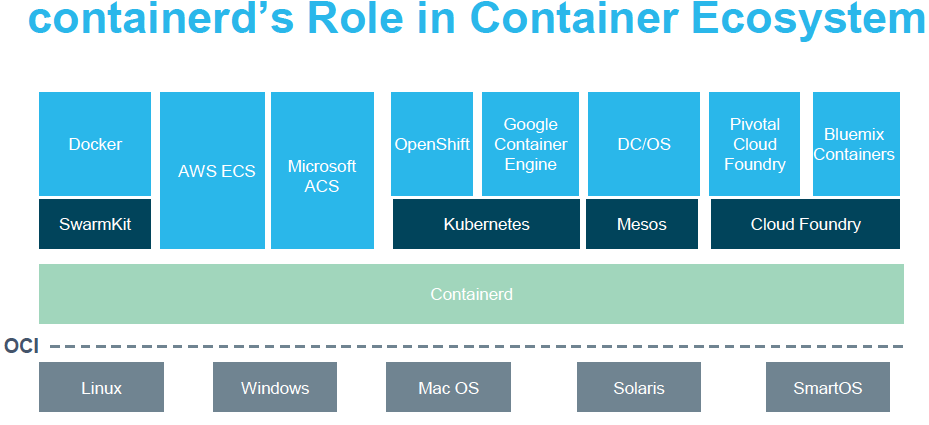 containerd’s Role in Container Ecosystem
Docker
AWS ECS
Microsoft
ACS
OpenShift
Google
Container
Engine
DC/OS
Pivotal
Cloud
Foundry
Bluemix
Containers
SwarmKit
Kubernetes
Mesos
Cloud Foundry
Containerd
OCI
Linux
Windows
Mac OS
Solaris
SmartOS